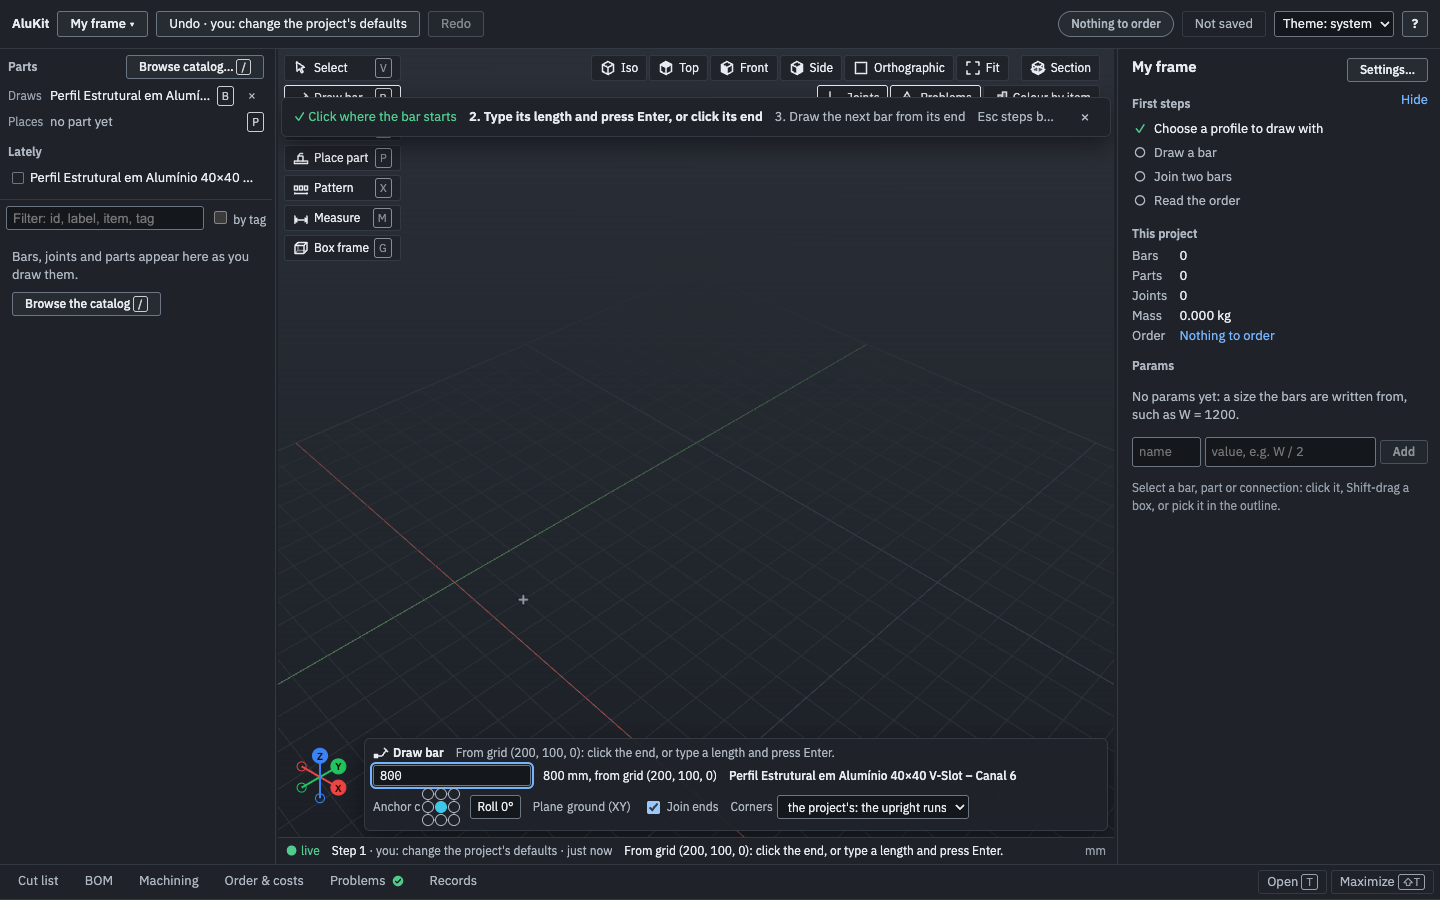 AluKit My frame ▾ Undo · you: change the project's defaults Redo Nothing to order Not saved Theme: system ?
Parts Browse catalog... /
Draws Perfil Estrutural em Alumí... B ×
Places no part yet P
Lately
Perfil Estrutural em Alumínio 40×40 ...
Filter: id, label, item, tag by tag
Bars, joints and parts appear here as you
draw them.
Browse the catalog /
Select V
Draw bar
Place part P
Pattern X
Measure M
Box frame G
Iso Top Front Side Orthographic Fit Section
Joints Problems Colour by item
✓ Click where the bar starts 2. Type its length and press Enter, or click its end 3. Draw the next bar from its end Esc steps b... ×
Z
Y
X
Draw bar From grid (200, 100, 0): click the end, or type a length and press Enter.
800 800 mm, from grid (200, 100, 0) Perfil Estrutural em Alumínio 40×40 V-Slot – Canal 6
Anchor c Roll 0° Plane ground (XY) Join ends Corners the project's: the upright runs
live Step 1 · you: change the project's defaults · just now From grid (200, 100, 0): click the end, or type a length and press Enter. mm
My frame Settings...
First steps Hide
✓ Choose a profile to draw with
Draw a bar
Join two bars
Read the order
This project
Bars 0
Parts 0
Joints 0
Mass 0.000 kg
Order Nothing to order
Params
No params yet: a size the bars are written from,
such as W = 1200.
name value, e.g. W / 2 Add
Select a bar, part or connection: click it, Shift-drag a
box, or pick it in the outline.
Cut list BOM Machining Order & costs Problems Records Open T Maximize ⇧T